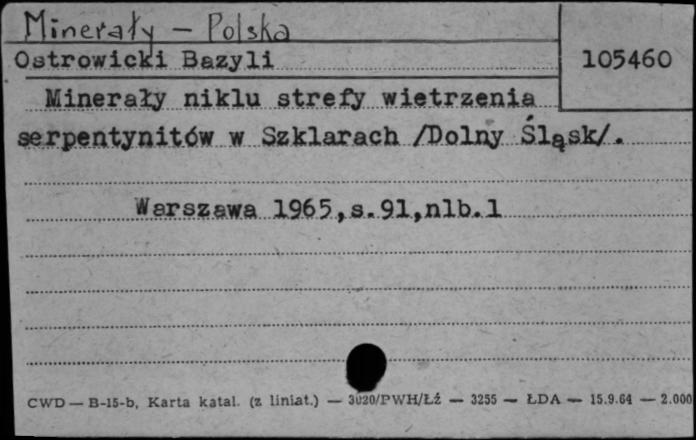 Minerały — Polska
Ostrowicki Bazyli
105460
Minerały niklu strefy wietrzenia
serpentynitów w Szklarach /Dolny Śląsk/.
Warszawa 1965,s.91,nlb.1
CWD — B-15-b, Karta katal. (z liniat.) — 3020/PWH/Łź — 3255 — ŁDA — 15.9.64 — 2.000